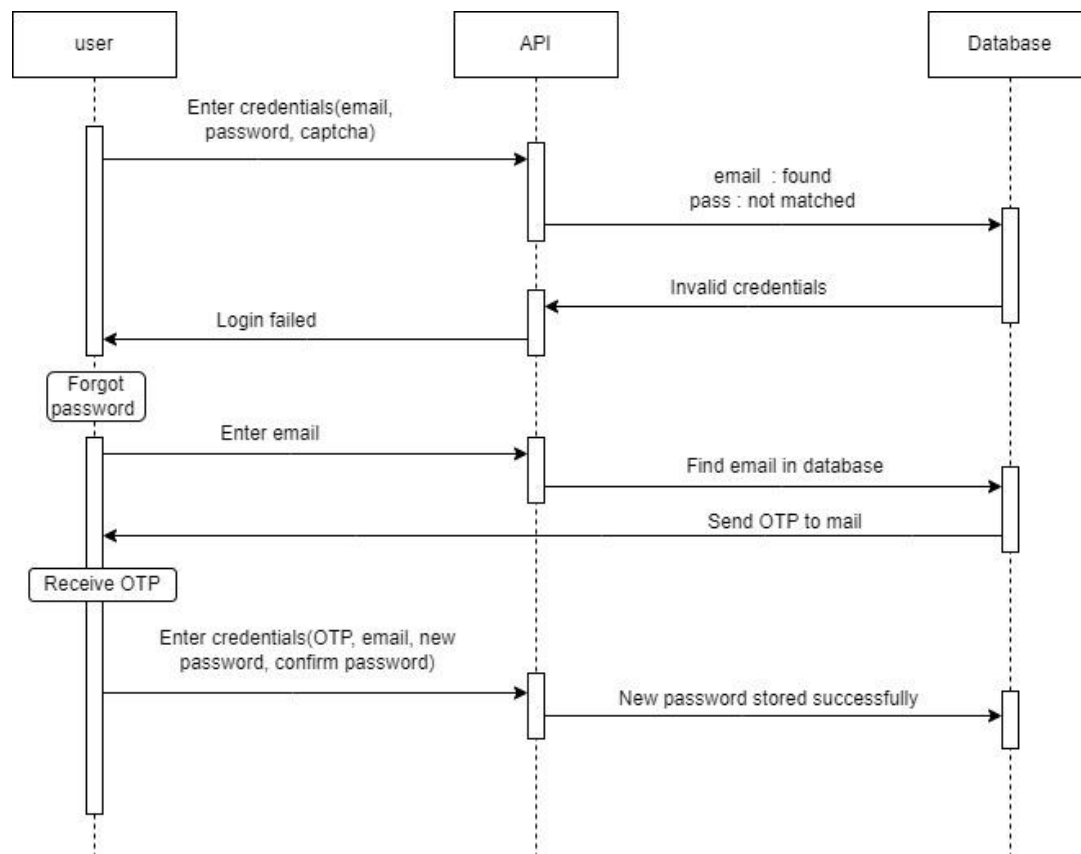 user
API
Database
Enter credentials(email,
password, captcha)
email : found
pass : not matched
Invalid credentials
Login failed
Forgot
password
Enter email
Find email in database
Send OTP to mail
Receive OTP
Enter credentials(OTP, email, new
password, confirm password)
New password stored successfully